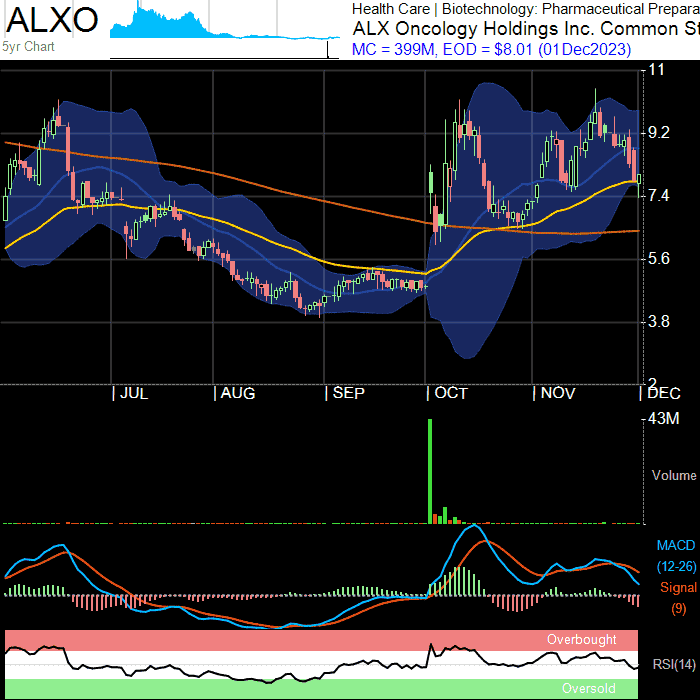 ALXO
5yr Chart
Health Care | Biotechnology: Pharmaceutical Prepara
ALX Oncology Holdings Inc. Common St
MC = 399M, EOD = $8.01 (01Dec2023)
11
9.2
7.4
5.6
3.8
2
| JUL | AUG | SEP | OCT | NOV | DEC
43M
Volume
MACD
(12-26)
Signal
(9)
Overbought
RSI(14)
Oversold